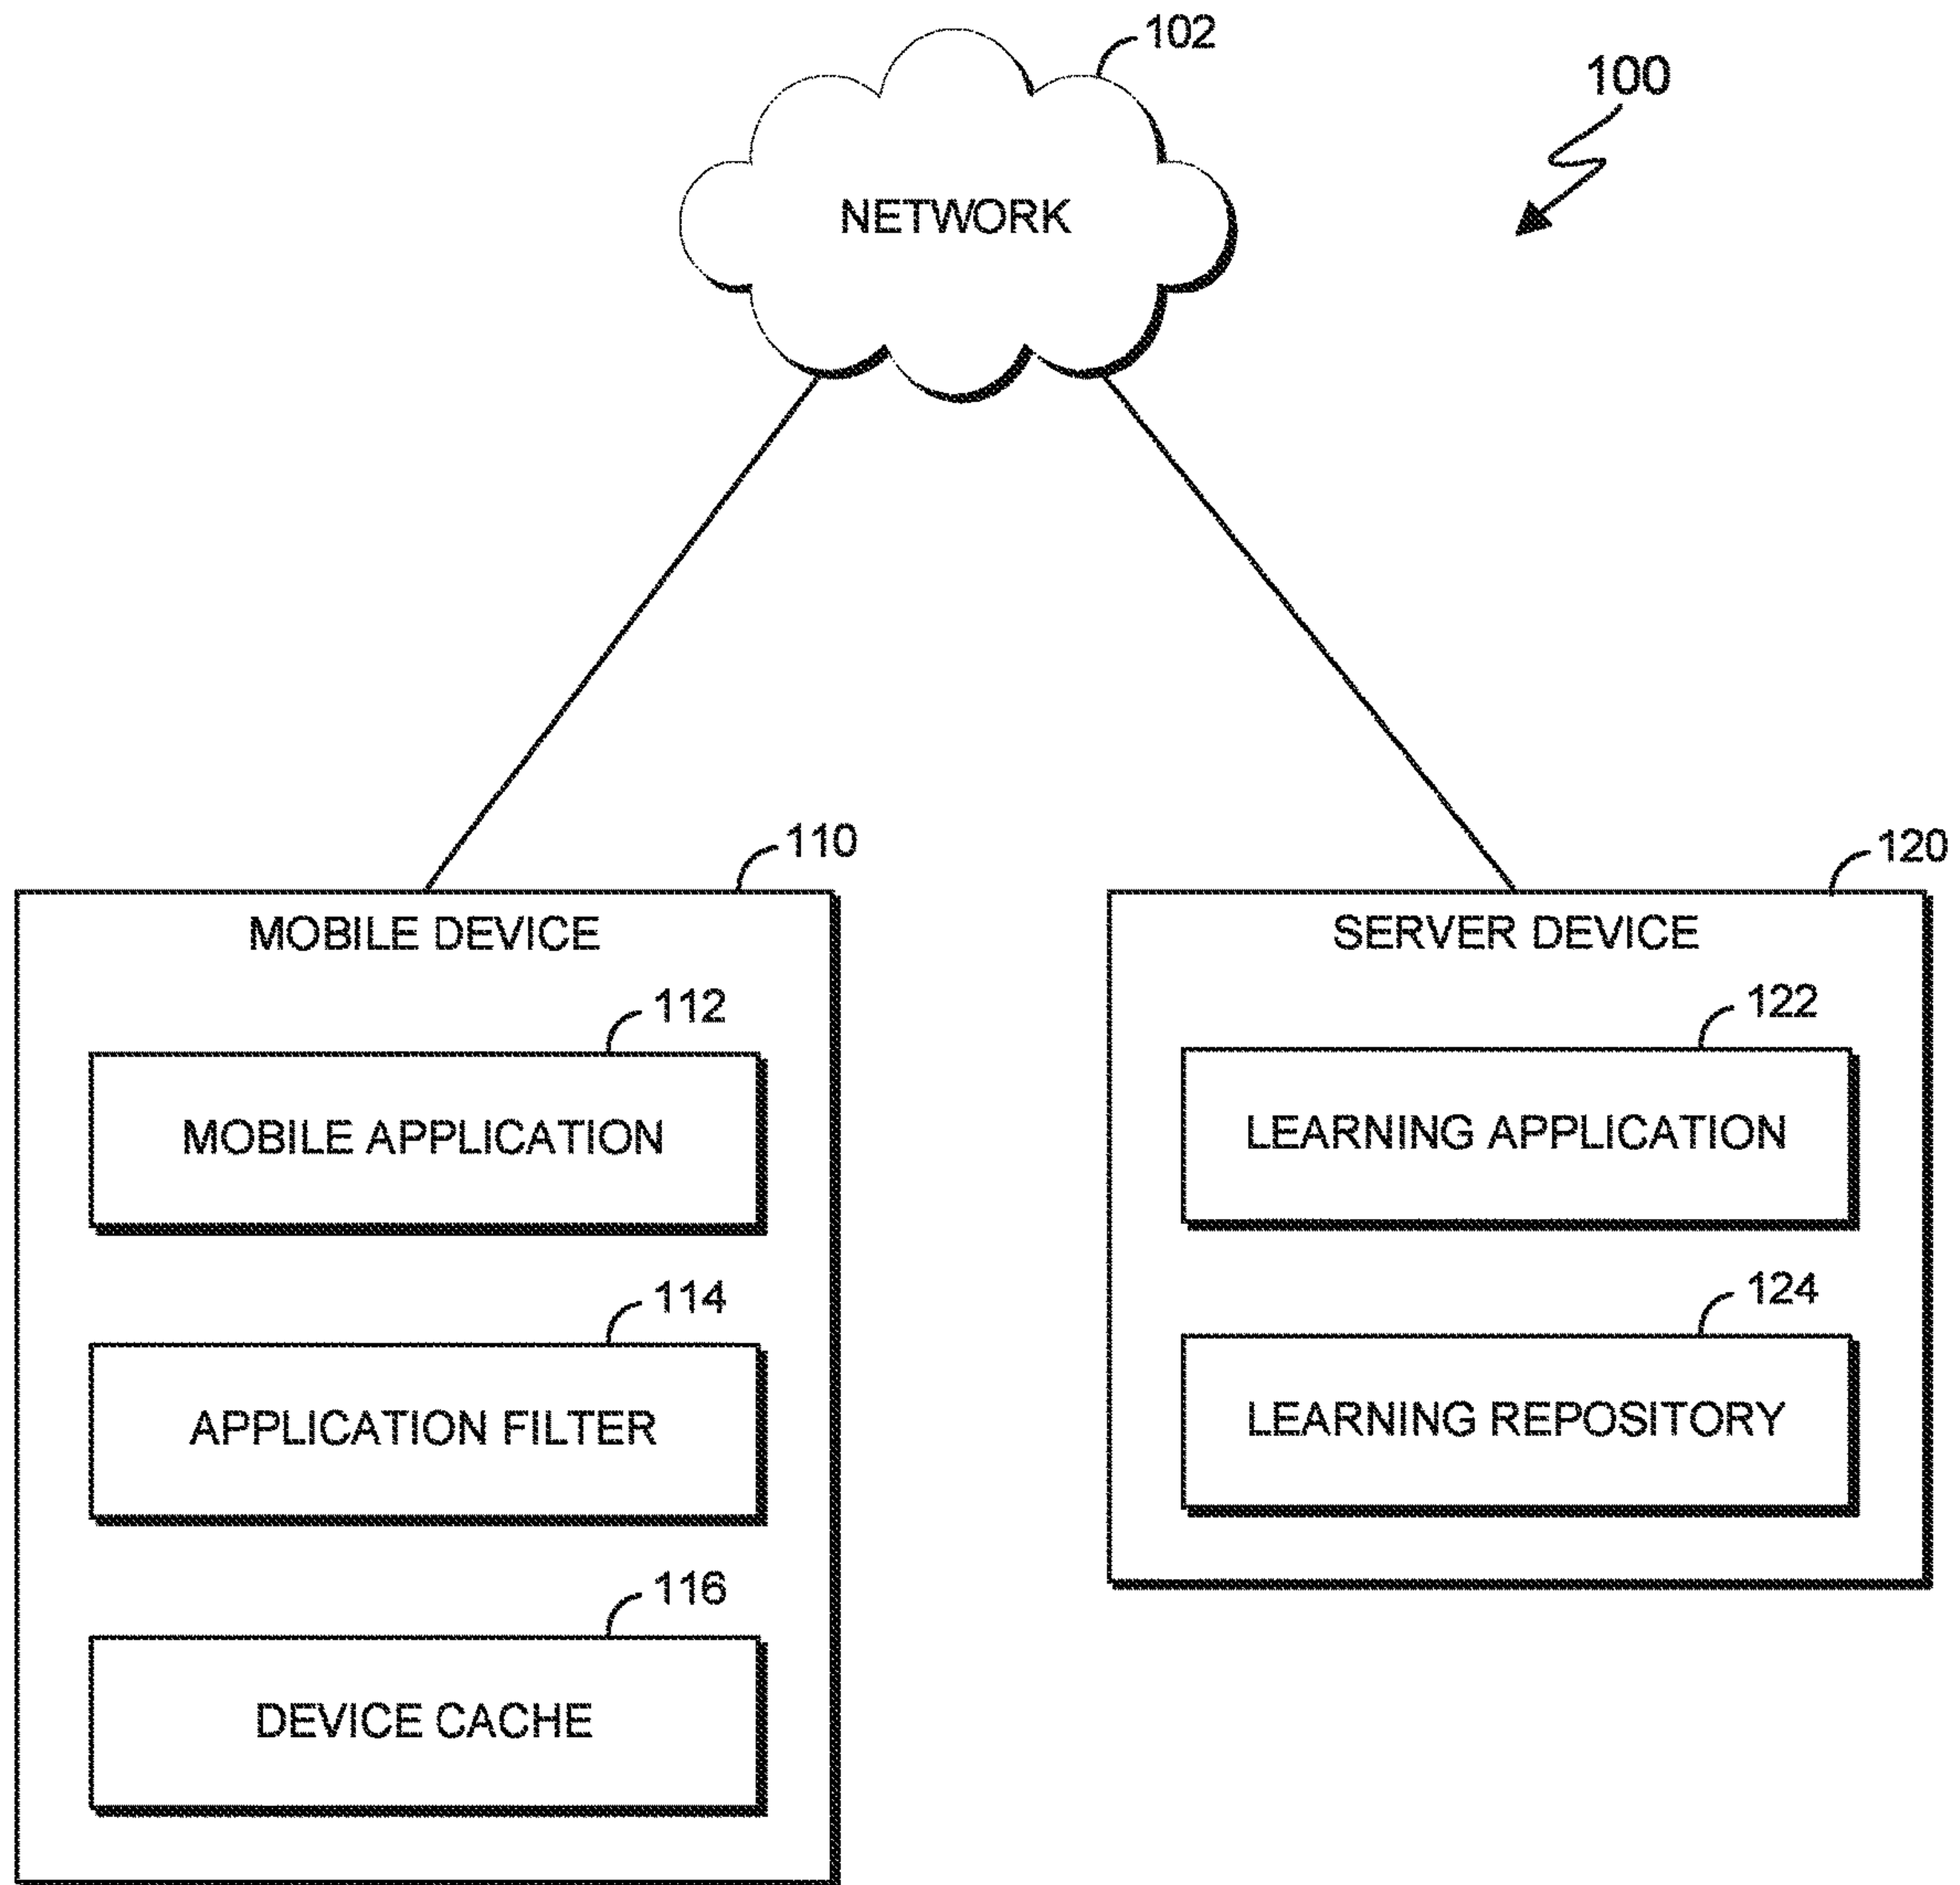 102
100
NETWORK
110
120
MOBILE DEVICE
SERVER DEVICE
112
122
MOBILE APPLICATION
LEARNING APPLICATION
114
124
APPLICATION FILTER
LEARNING REPOSITORY
116
DEVICE CACHE